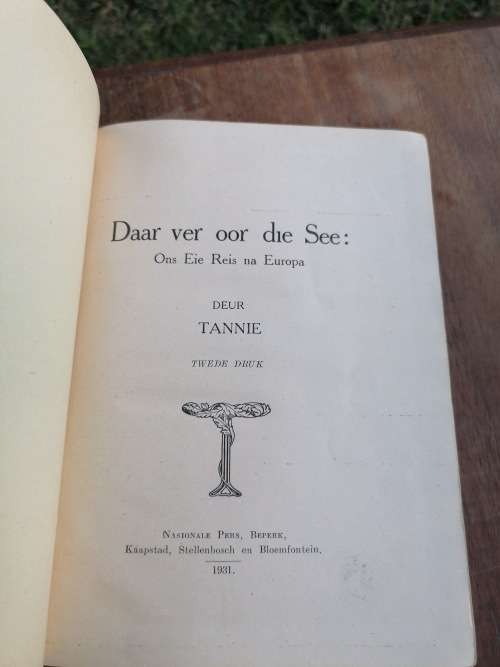 Daar ver oor die See:
Ons Eie Reis na Europa
DEUR
TANNIE
TWEDE DRUK
NASIONALE PERS, BEPERK,
Kaapstad, Stellenbosch en Bloemfontein.
1931.